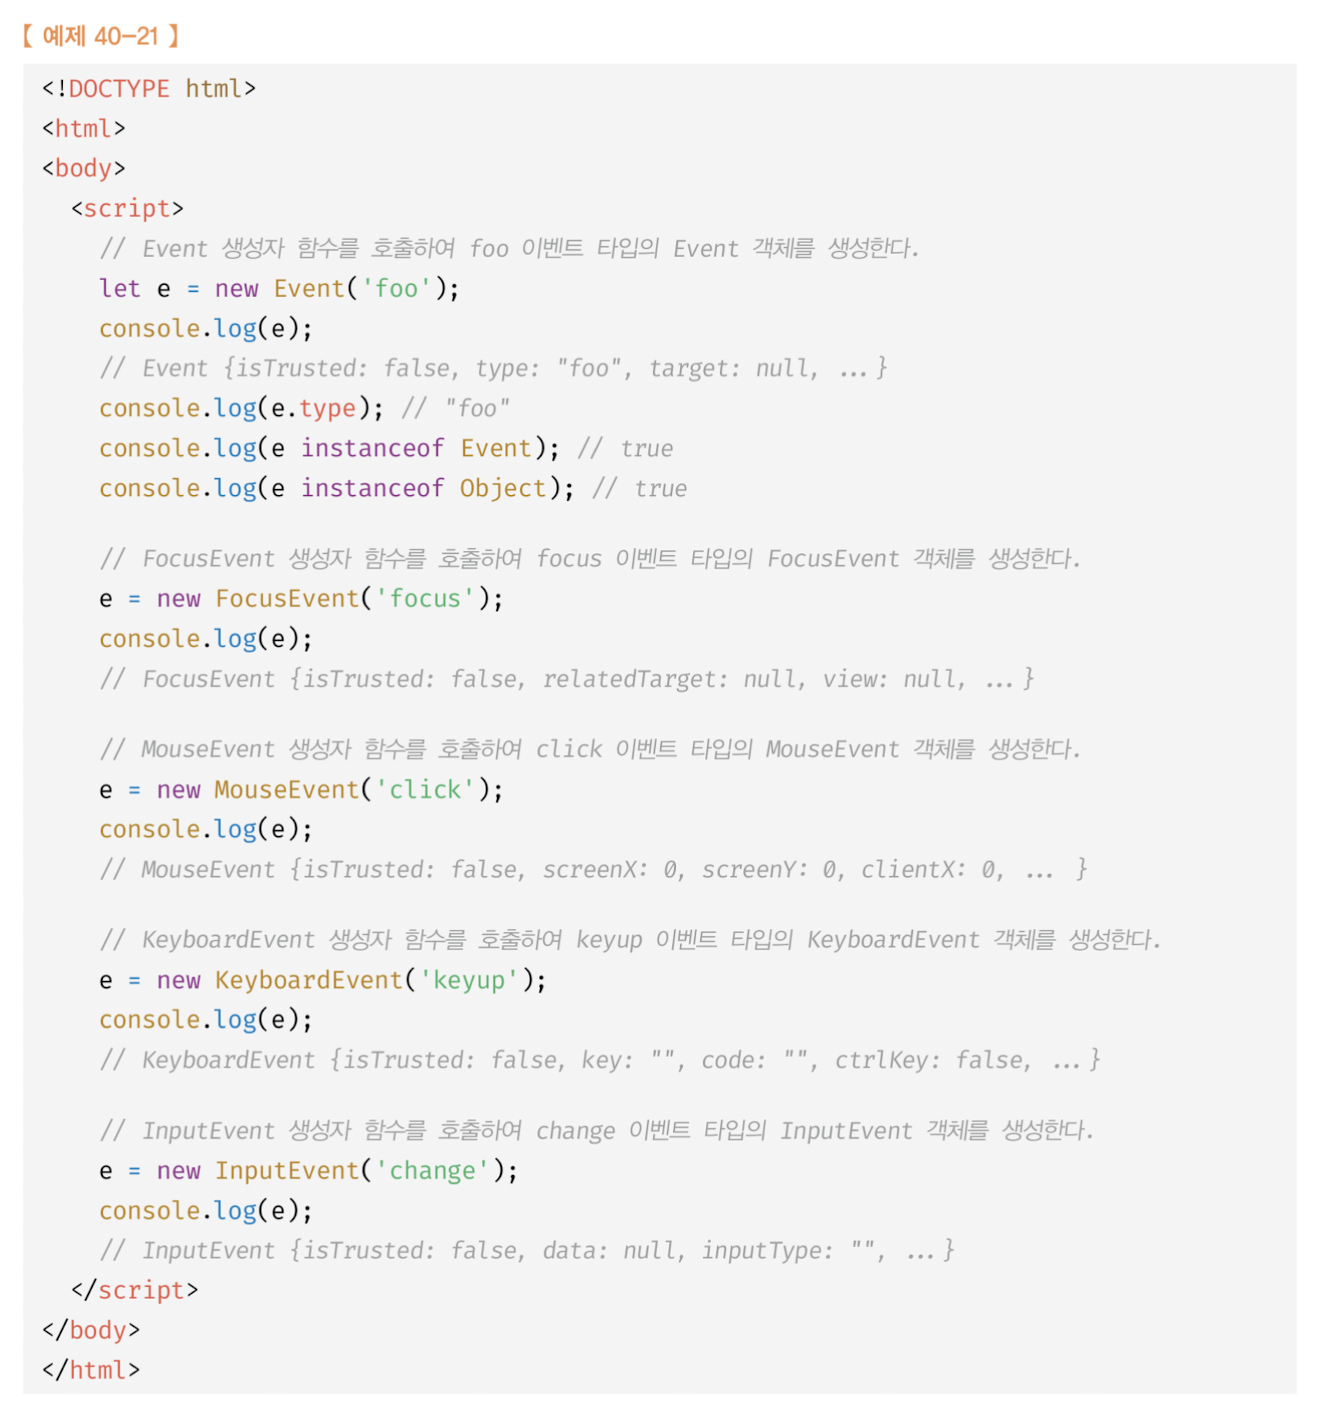 【 예제 40-21 】
<!DOCTYPE html>
<html>
<body>
  <script>
    // Event 생성자 함수를 호출하여 foo 이벤트 타입의 Event 객체를 생성한다.
    let e = new Event('foo');
    console.log(e);
    // Event {isTrusted: false, type: "foo", target: null, ...}
    console.log(e.type); // "foo"
    console.log(e instanceof Event); // true
    console.log(e instanceof Object); // true

    // FocusEvent 생성자 함수를 호출하여 focus 이벤트 타입의 FocusEvent 객체를 생성한다.
    e = new FocusEvent('focus');
    console.log(e);
    // FocusEvent {isTrusted: false, relatedTarget: null, view: null, ...}

    // MouseEvent 생성자 함수를 호출하여 click 이벤트 타입의 MouseEvent 객체를 생성한다.
    e = new MouseEvent('click');
    console.log(e);
    // MouseEvent {isTrusted: false, screenX: 0, screenY: 0, clientX: 0, ... }

    // KeyboardEvent 생성자 함수를 호출하여 keyup 이벤트 타입의 KeyboardEvent 객체를 생성한다.
    e = new KeyboardEvent('keyup');
    console.log(e);
    // KeyboardEvent {isTrusted: false, key: "", code: "", ctrlKey: false, ...}

    // InputEvent 생성자 함수를 호출하여 change 이벤트 타입의 InputEvent 객체를 생성한다.
    e = new InputEvent('change');
    console.log(e);
    // InputEvent {isTrusted: false, data: null, inputType: "", ...}
  </script>
</body>
</html>